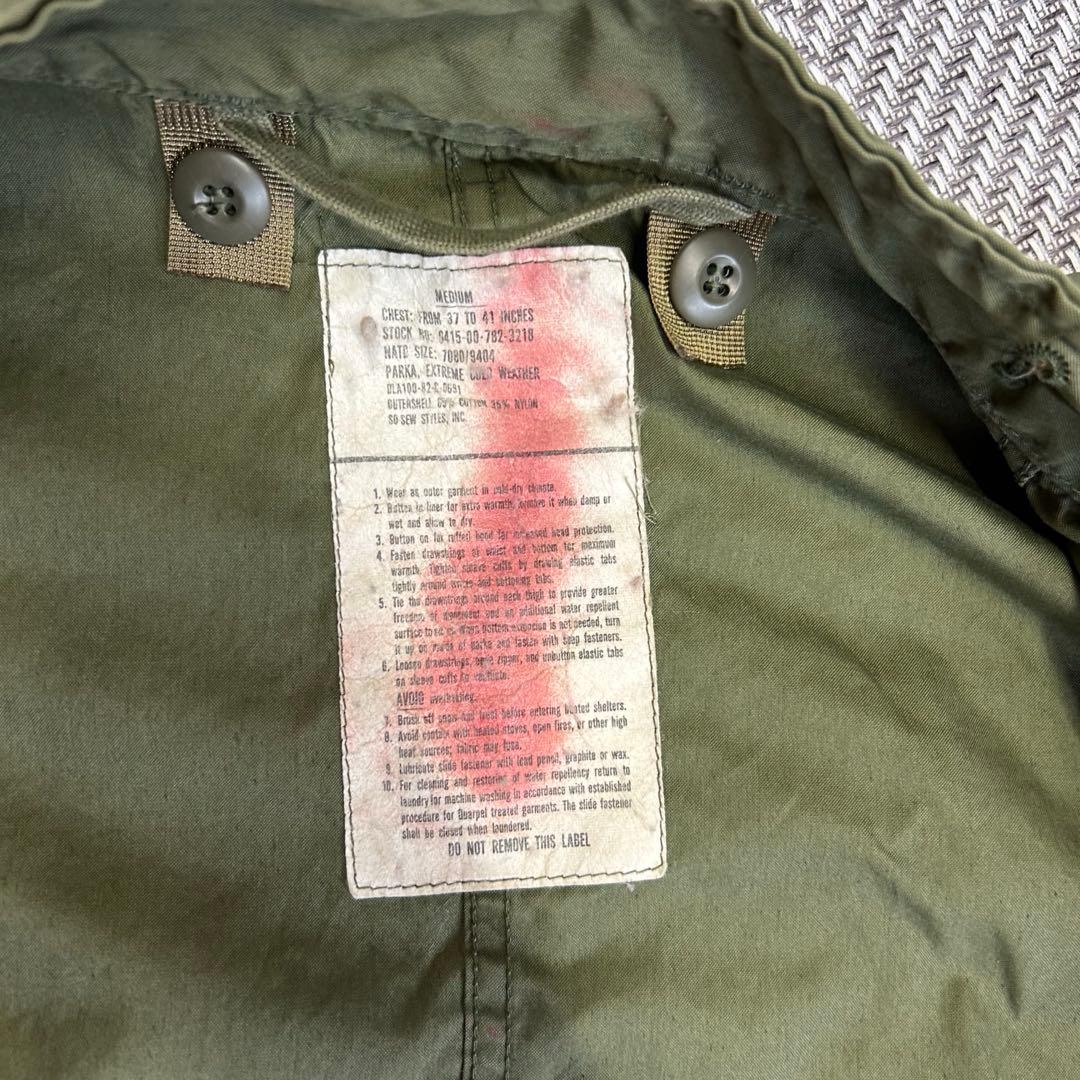 MEDIUM
CHEST: FROM 37 TO 41 INCHES
STOCK NO: 8415-00-782-3218
NATO SIZE: 7080/9404
PARKA, EXTREME COLD WEATHER
DLA100-82-C-0691
OUTERSHELL 65% COTTON 35% NYLON
SO SEW STYLES, INC.
1. Wear as outer garment in cold-dry climate.
2. Button in liner for extra warmth, remove it when damp or
wet and allow to dry.
3. Button on fur ruffed hood for increased head protection.
4. Fasten drawstrings at waist and bottom for maximum
warmth. Tighten sleeve cuffs by drawing elastic tabs
tightly around wrists and buttoning tabs.
5. Tie the drawstrings around each thigh to provide greater
freedom of movement and an additional water repellent
surface to sit on. When bottom extension is not needed, turn
it up on inside of parka and fasten with snap fasteners.
6. Loosen drawstrings, open zipper, and unbutton elastic tabs
on sleeve cuffs to ventilate.
AVOID overheating.
7. Brush off snow and frost before entering heated shelters.
8. Avoid contact with heated stoves, open fires, or other high
heat sources; fabric may fuse.
9. Lubricate slide fastener with lead pencil, graphite or wax.
10. For cleaning and restoring of water repellency return to
laundry for machine washing in accordance with established
procedure for Quarpel treated garments. The slide fastener
shall be closed when laundered.
DO NOT REMOVE THIS LABEL